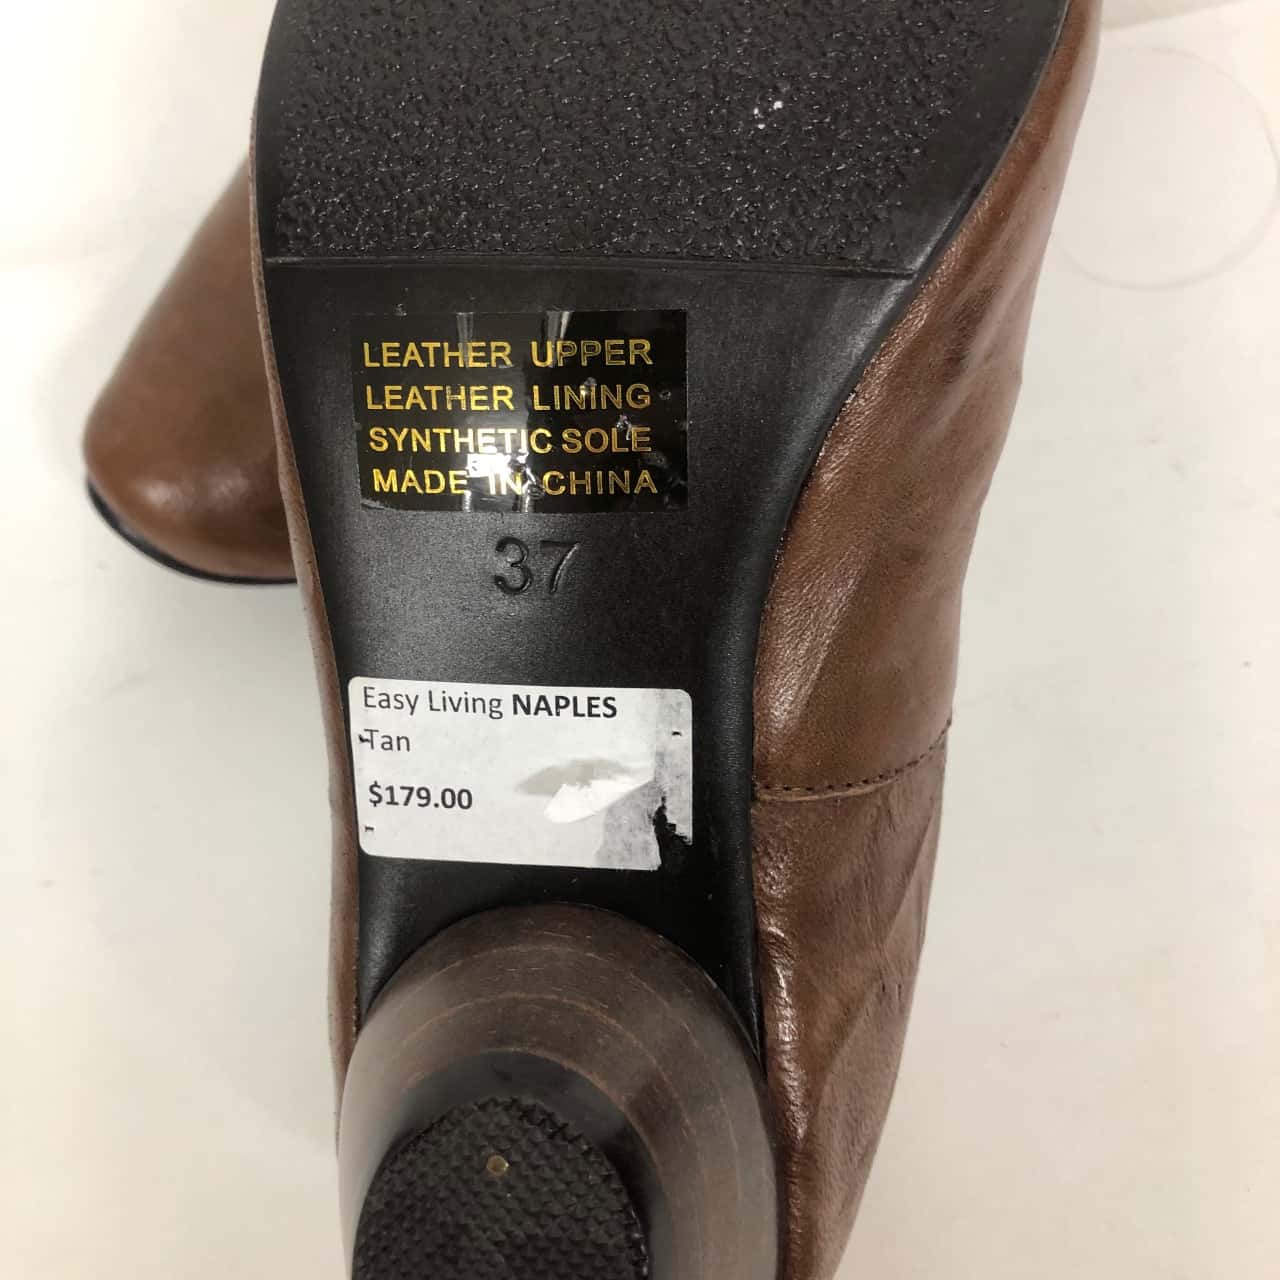 LEATHER UPPER
LEATHER LINING
SYNTHETIC SOLE
MADE IN CHINA
37
Easy Living NAPLES
Tan
$179.00